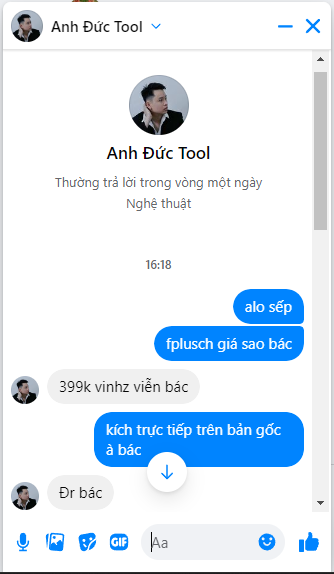 Anh Đức Tool
Anh Đức Tool
Thường trả lời trong vòng một ngày
Nghệ thuật
16:18
alo sếp
fplusch giá sao bác
399k vinhz viễn bác
kích trực tiếp trên bản gốc
à bác
Đr bác
GIF
Aa